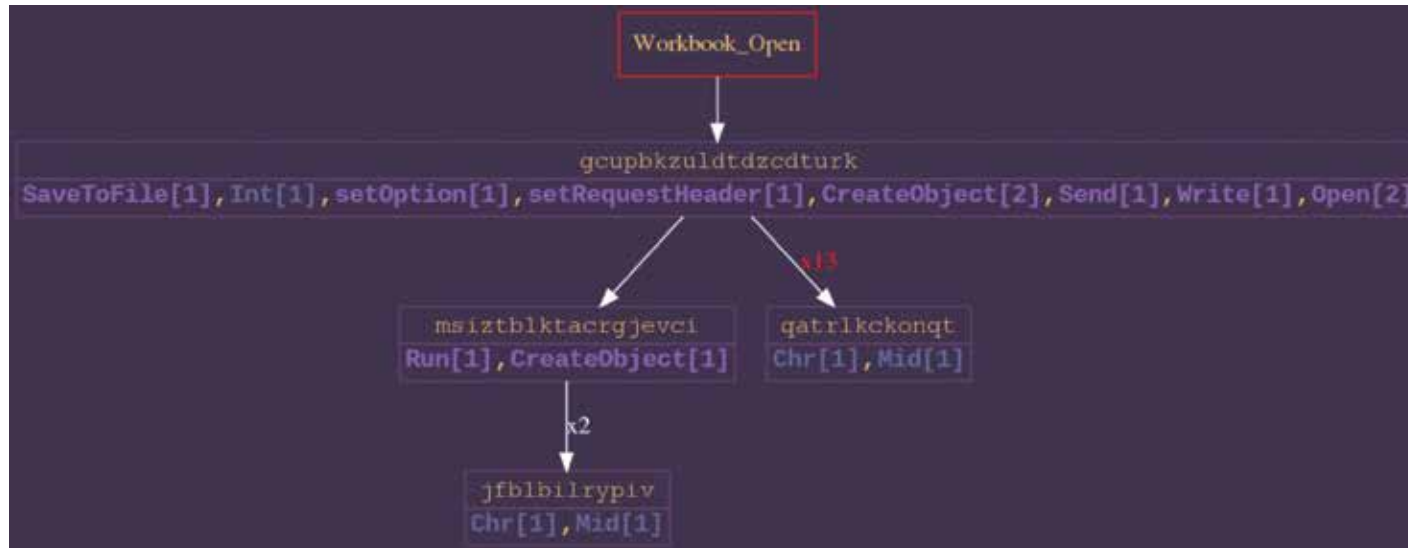 Workbook_Open
gcupbkzuldtdzcdturk
SaveToFile[1],Int[1],setOption[1],setRequestHeader[1],CreateObject[2],Send[1],Write[1],Open[2]
x13
msiztblktacrgjevci
qatrlkckonqt
Run[1],CreateObject[1]
Chr[1],Mid[1]
x2
jfblbilrypiv
Chr[1],Mid[1]